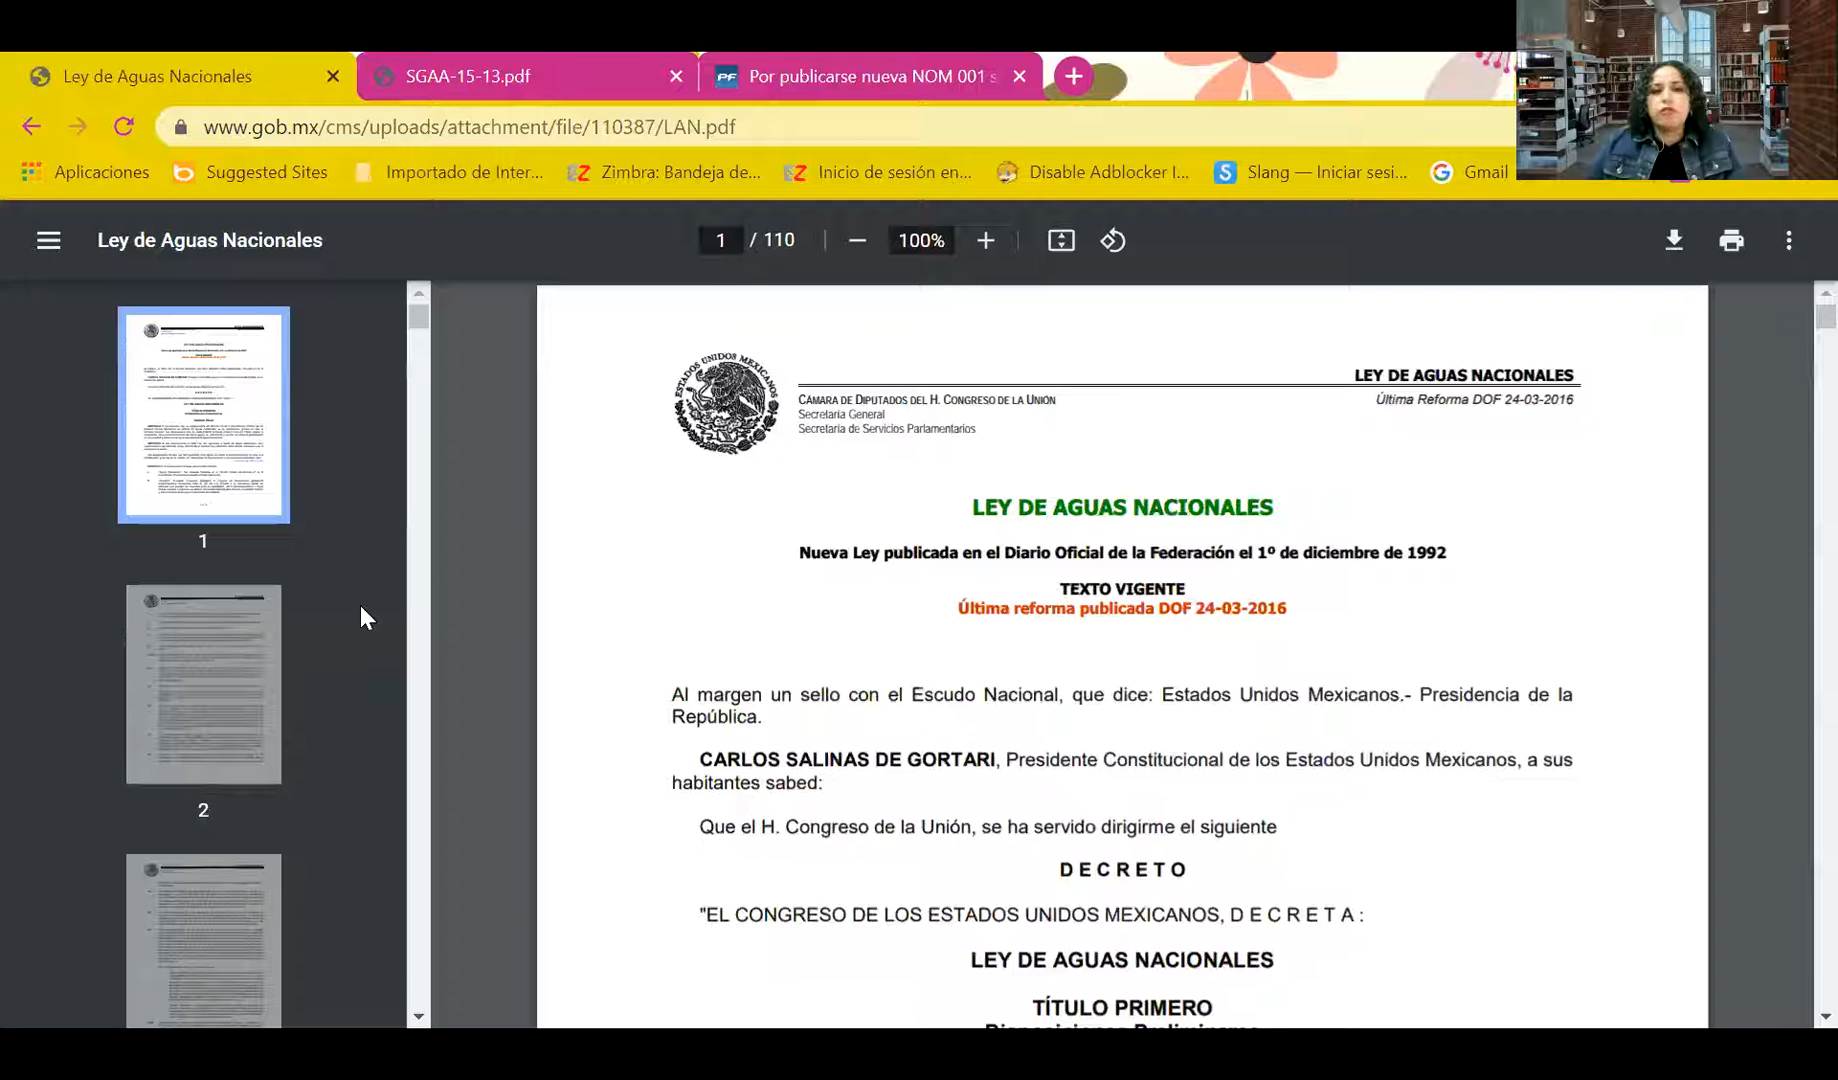 Ley de Aguas Nacionales
SGAA-15-13.pdf
Por publicarse nueva NOM 001 s
www.gob.mx/cms/uploads/attachment/file/110387/LAN.pdf
Aplicaciones
Suggested Sites
Importado de Inter...
Zimbra: Bandeja de...
Inicio de sesión en...
Disable Adblocker I...
Slang — Iniciar sesi...
Gmail
Ley de Aguas Nacionales
1 / 110
100%
1
2
ESTADOS UNIDOS MEXICANOS
LEY DE AGUAS NACIONALES
CÁMARA DE DIPUTADOS DEL H. CONGRESO DE LA UNIÓN
Última Reforma DOF 24-03-2016
Secretaría General
Secretaría de Servicios Parlamentarios
LEY DE AGUAS NACIONALES
Nueva Ley publicada en el Diario Oficial de la Federación el 1º de diciembre de 1992
TEXTO VIGENTE
Última reforma publicada DOF 24-03-2016
Al margen un sello con el Escudo Nacional, que dice: Estados Unidos Mexicanos.- Presidencia de la
República.
CARLOS SALINAS DE GORTARI, Presidente Constitucional de los Estados Unidos Mexicanos, a sus
habitantes sabed:
Que el H. Congreso de la Unión, se ha servido dirigirme el siguiente
D E C R E T O
"EL CONGRESO DE LOS ESTADOS UNIDOS MEXICANOS, D E C R E T A :
LEY DE AGUAS NACIONALES
TÍTULO PRIMERO